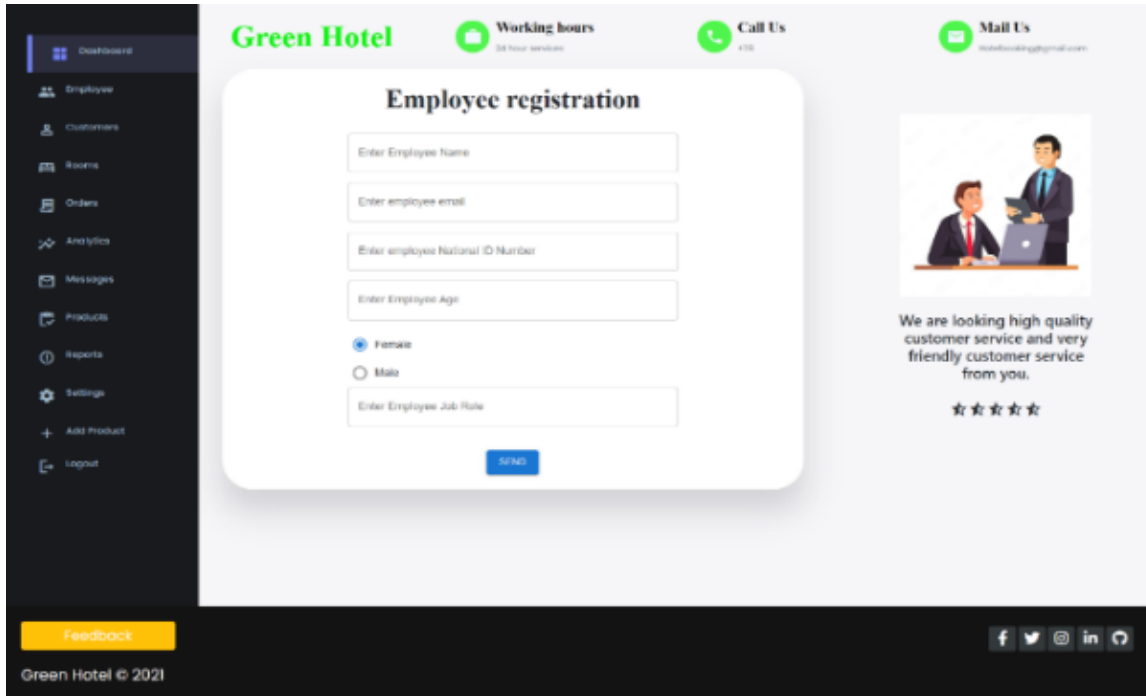 Dashboard
Employee
Customers
Rooms
Orders
Analytics
Messages
Products
Reports
Settings
Add Product
Logout
Green Hotel
Working hours
24 hour services
Call Us
Mail Us
Hotelbooking@gmail.com
Employee registration
Enter Employee Name
Enter employee email
Enter employee National ID Number
Enter Employee Age
Female
Male
Enter Employee Job Role
SEND
We are looking high quality
customer service and very
friendly customer service
from you.
Feedback
Green Hotel © 2021